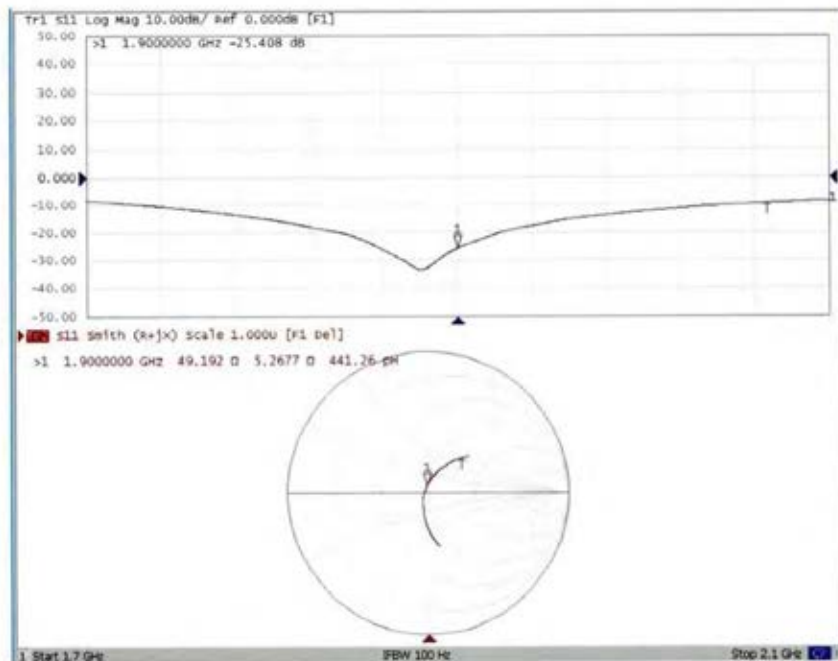 Tr1 S11 Log Mag 10.00dB/ Ref 0.000dB [F1]
50.00
>1 1.9000000 GHz -25.408 dB
40.00
30.00
20.00
10.00
0.000
-10.00
-20.00
-30.00
-40.00
-50.00
S11 Smith (R+jX) Scale 1.000U [F1 Del]
>1 1.9000000 GHz 49.192 Ω 5.2677 Ω 441.26 pH
1 Start 1.7 GHz IFBW 100 Hz Stop 2.1 GHz